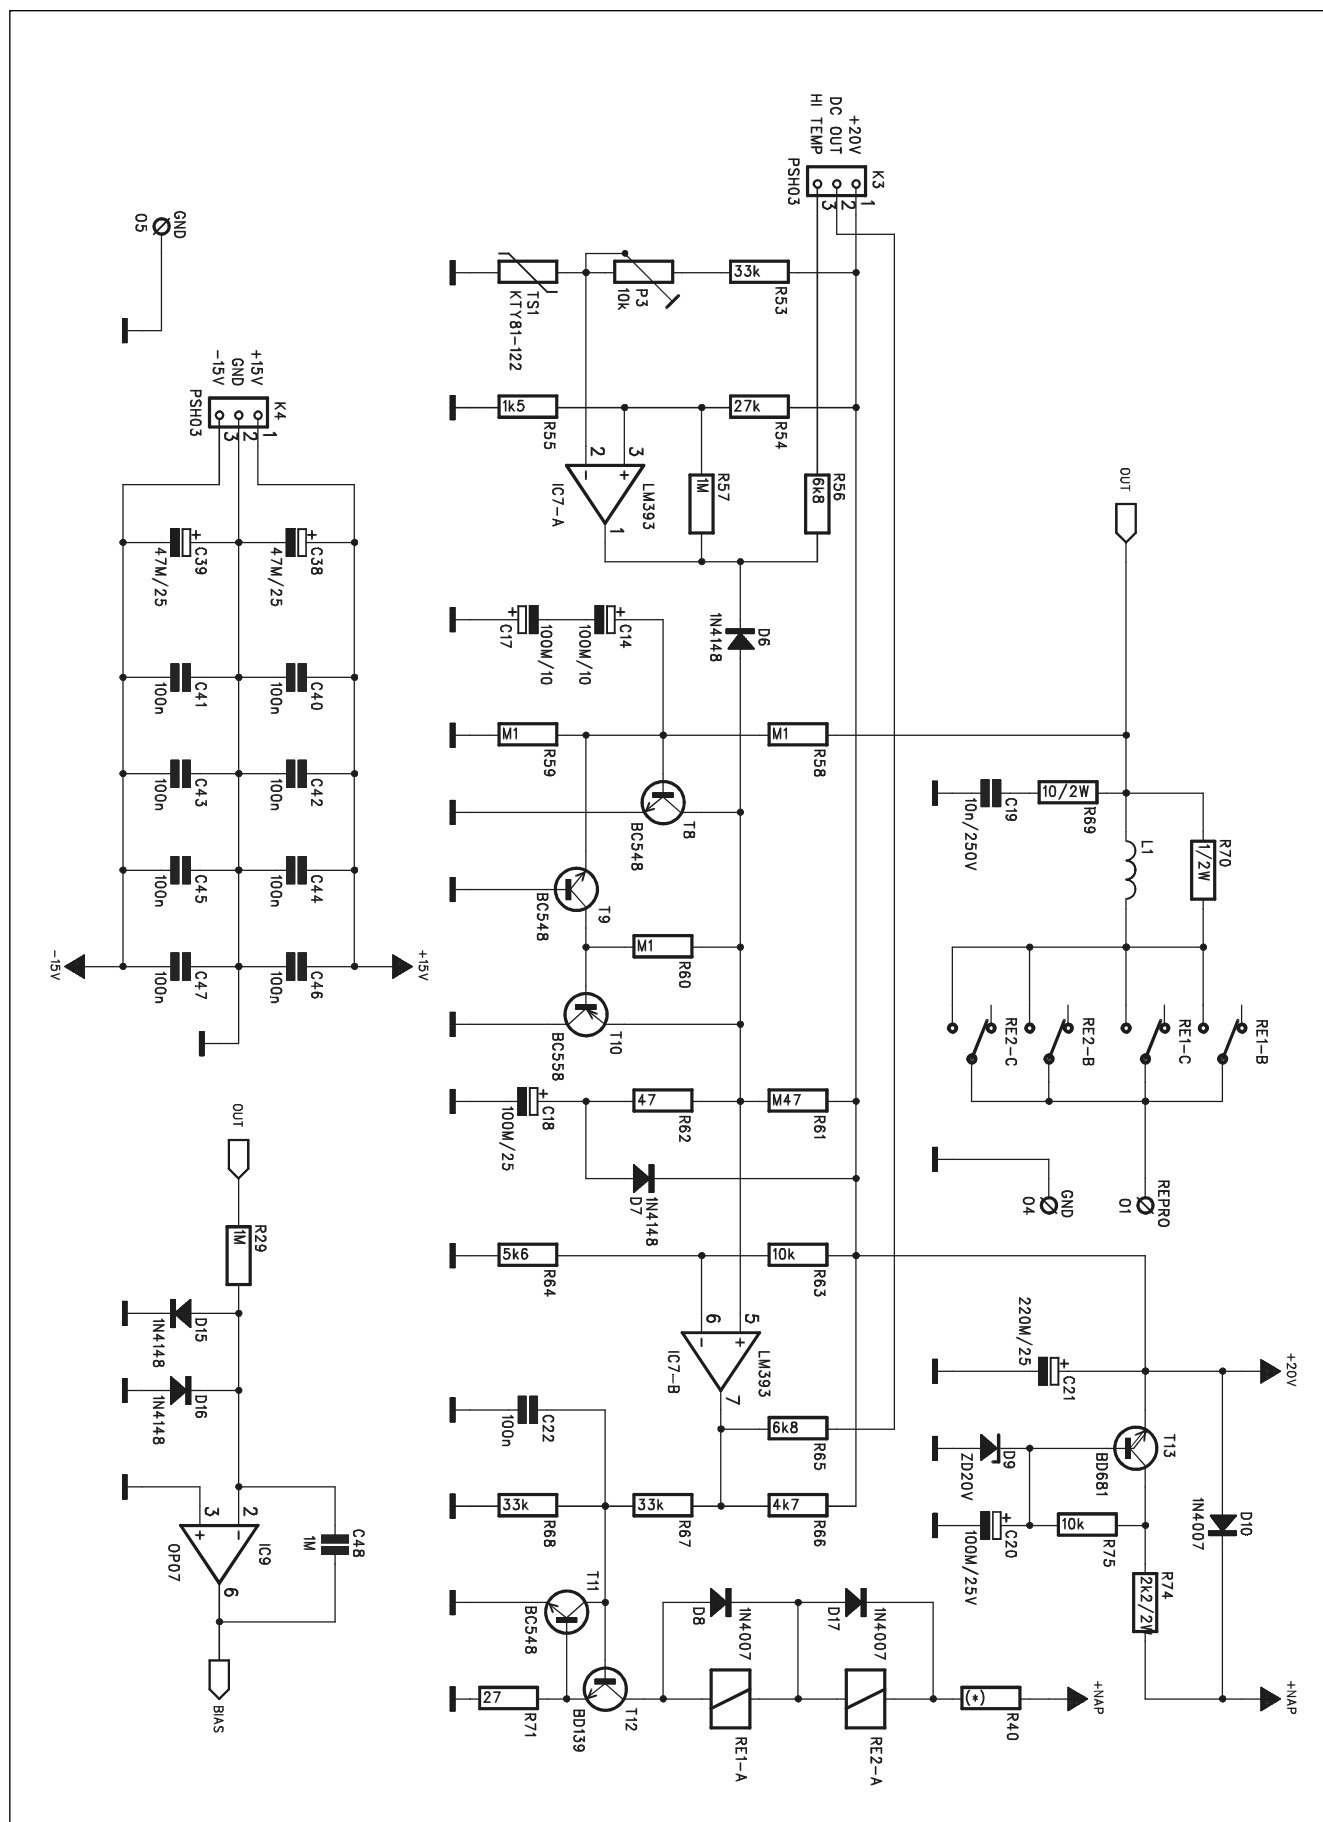 +20V
DC OUT
HI TEMP
K3
PSH03
1
2
3
GND
05
TS1
KTY81-122
P3
10k
33k
R53
+15V
GND
-15V
K4
PSH03
1
2
3
1k5
R55
27k
R54
2
3
-
+
LM393
IC7-A
1
R57
1M
R56
6k8
OUT
+
C39
47M/25
+
C38
47M/25
+
C17
100M/10
+
C14
100M/10
D6
1N4148
C41
100n
C40
100n
M1
R59
M1
R58
C43
100n
C42
100n
T8
BC548
10/2W
R69
C19
10n/250V
L1
R70
1/2W
C45
100n
C44
100n
T9
BC548
M1
R60
-15V
C47
100n
C46
100n
+15V
T10
BC558
RE2-C
RE2-B
RE1-C
RE1-B
OUT
+
C18
100M/25
47
R62
M47
R61
D7
1N4148
GND
04
REPRO
01
R29
1M
5k6
R64
10k
R63
D15
1N4148
D16
1N4148
6
5
-
+
LM393
IC7-B
7
220M/25
+
C21
+20V
C22
100n
6k8
R65
D9
ZD20V
T13
BD681
3
2
+
-
IC9
OP07
6
C48
1M
33k
R68
33k
R67
4k7
R66
+
C20
100M/25V
10k
R75
D10
1N4007
R74
2k2/2W
T11
BC548
D8
1N4007
D17
1N4007
BIAS
27
R71
T12
BD139
RE1-A
RE2-A
(*)
R40
+NAP
+NAP